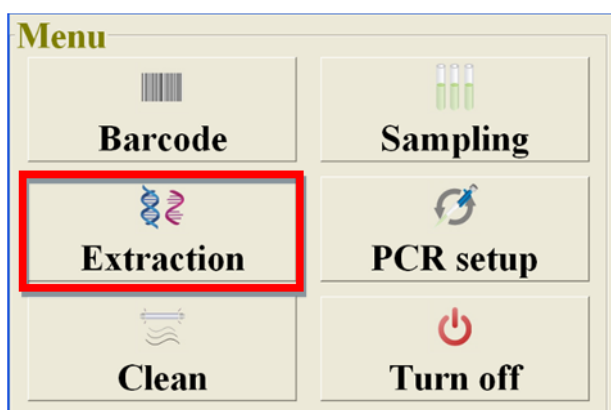 Menu
Barcode
Sampling
Extraction
PCR setup
Clean
Turn off